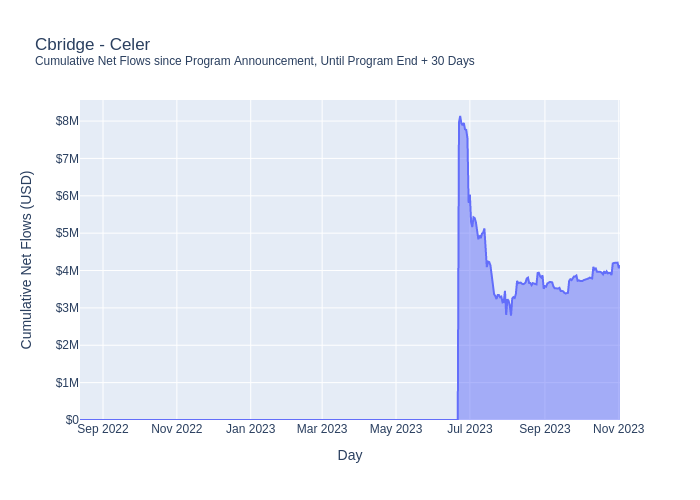 Cbridge - Celer
Cumulative Net Flows since Program Announcement, Until Program End + 30 Days
Cumulative Net Flows (USD)
$8M
$7M
$6M
$5M
$4M
$3M
$2M
$1M
$0
Sep 2022 Nov 2022 Jan 2023 Mar 2023 May 2023 Jul 2023 Sep 2023 Nov 2023
Day